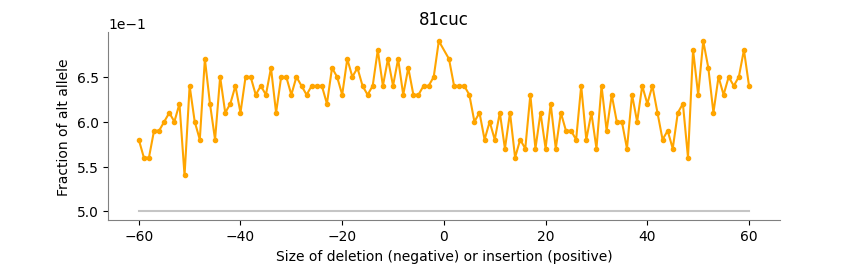 81cuc
1e−1
Fraction of alt allele
6.5
6.0
5.5
5.0
−60
−40
−20
0
20
40
60
Size of deletion (negative) or insertion (positive)